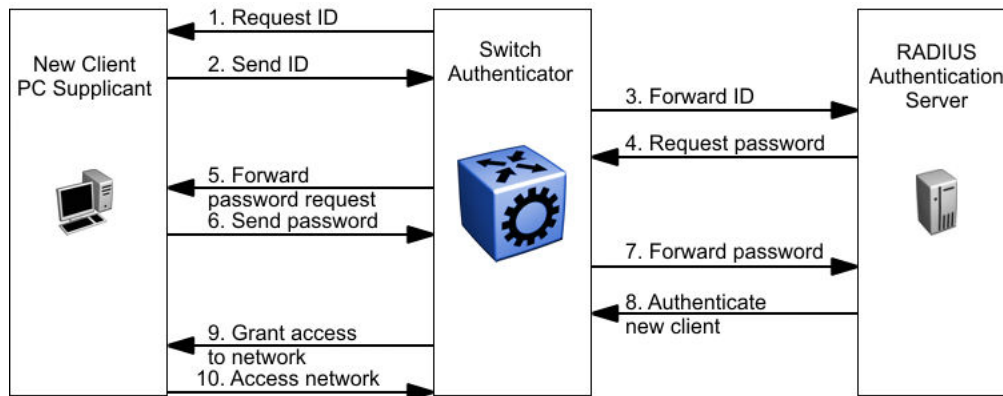 New Client
PC Supplicant
Switch
Authenticator
RADIUS
Authentication
Server
1. Request ID
2. Send ID
3. Forward ID
4. Request password
5. Forward
password request
6. Send password
7. Forward password
8. Authenticate
new client
9. Grant access
to network
10. Access network